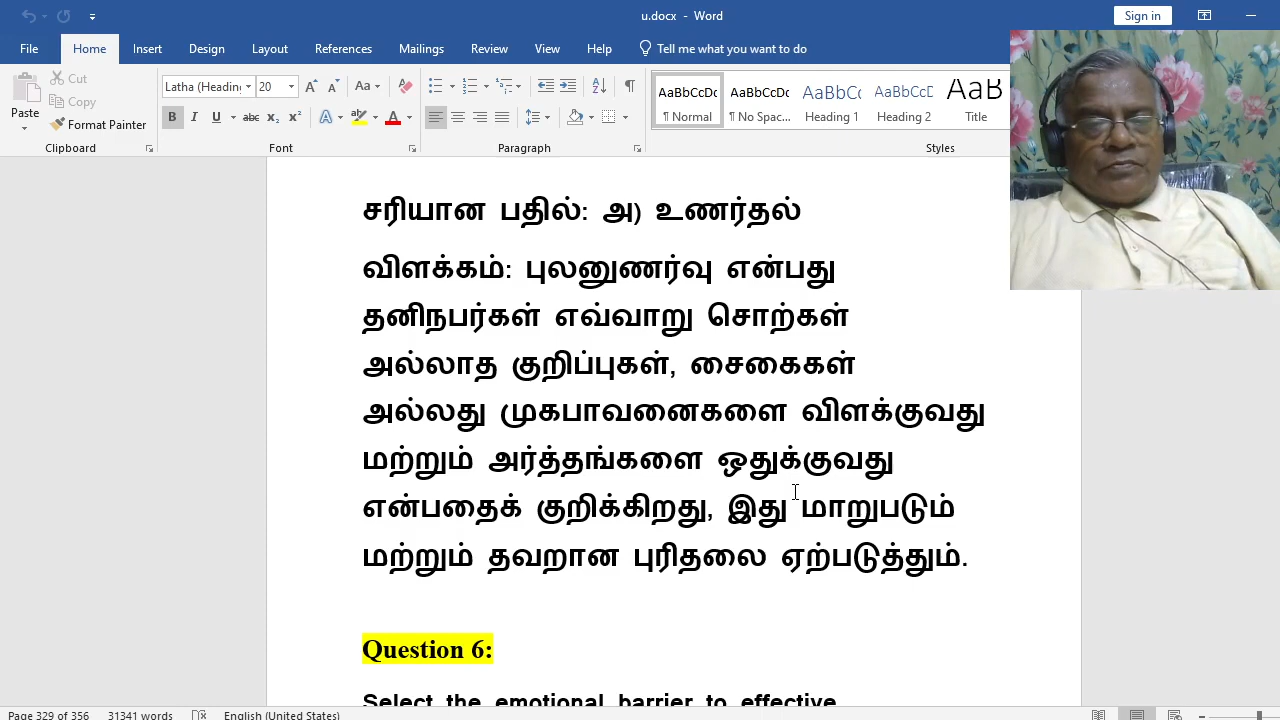 u.docx - Word
Sign in
File Home Insert Design Layout References Mailings Review View Help Tell me what you want to do
Paste
Cut
Copy
Format Painter
Clipboard
Latha (Heading 20
Font
Paragraph
AaBbCcDc AaBbCcDc AaBbCc AaBbCcD AaB
¶ Normal ¶ No Spac... Heading 1 Heading 2 Title
Styles
சரியான பதில்: அ) உணர்தல்
விளக்கம்: புலனுணர்வு என்பது
தனிநபர்கள் எவ்வாறு சொற்கள்
அல்லாத குறிப்புகள், சைகைகள்
அல்லது முகபாவனைகளை விளக்குவது
மற்றும் அர்த்தங்களை ஒதுக்குவது
என்பதைக் குறிக்கிறது, இது மாறுபடும்
மற்றும் தவறான புரிதலை ஏற்படுத்தும்.
Question 6:
Select the emotional barrier to effective
Page 329 of 356 31341 words English (United States)